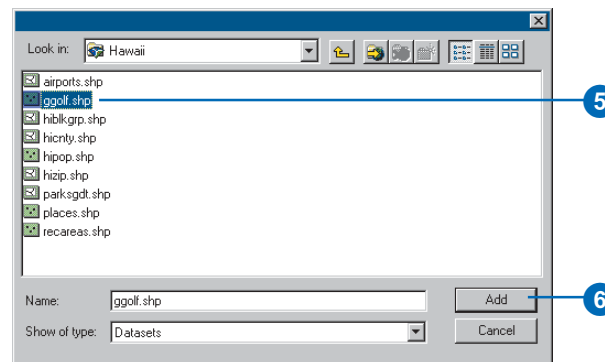 Look in: Hawaii
airports.shp
ggolf.shp
5
hiblkgrp.shp
hicnty.shp
hipop.shp
hizip.shp
parksgdt.shp
places.shp
recareas.shp
Name: ggolf.shp Add
6
Show of type: Datasets Cancel